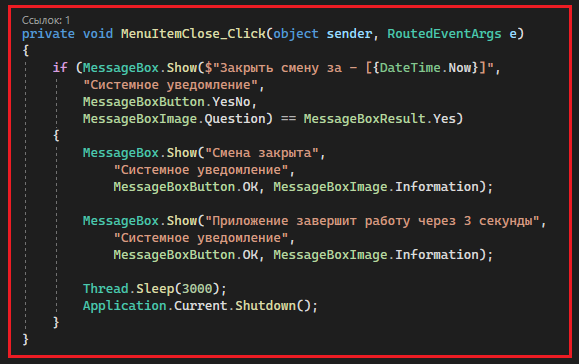 Ссылок: 1
private void MenuItemClose_Click(object sender, RoutedEventArgs e)
{
if (MessageBox.Show($"Закрыть смену за - [{DateTime.Now}]",
"Системное уведомление",
MessageBoxButton.YesNo,
MessageBoxImage.Question) == MessageBoxResult.Yes)
{
MessageBox.Show("Смена закрыта",
"Системное уведомление",
MessageBoxButton.OK, MessageBoxImage.Information);
MessageBox.Show("Приложение завершит работу через 3 секунды",
"Системное уведомление",
MessageBoxButton.OK, MessageBoxImage.Information);
Thread.Sleep(3000);
Application.Current.Shutdown();
}
}